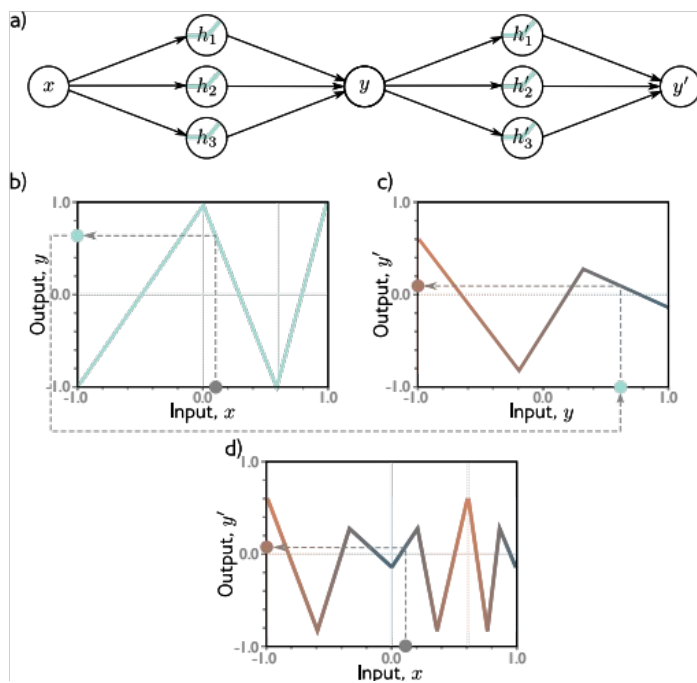 a)
h₁ h′₁
x h₂ y h′₂ y′
h₃ h′₃
b) c)
1.0 1.0
Output, y Output, y′
0.0 0.0
-1.0 -1.0
-1.0 0.0 1.0 -1.0 0.0 1.0
Input, x Input, y
d)
1.0
Output, y′
0.0
-1.0
-1.0 0.0 1.0
Input, x